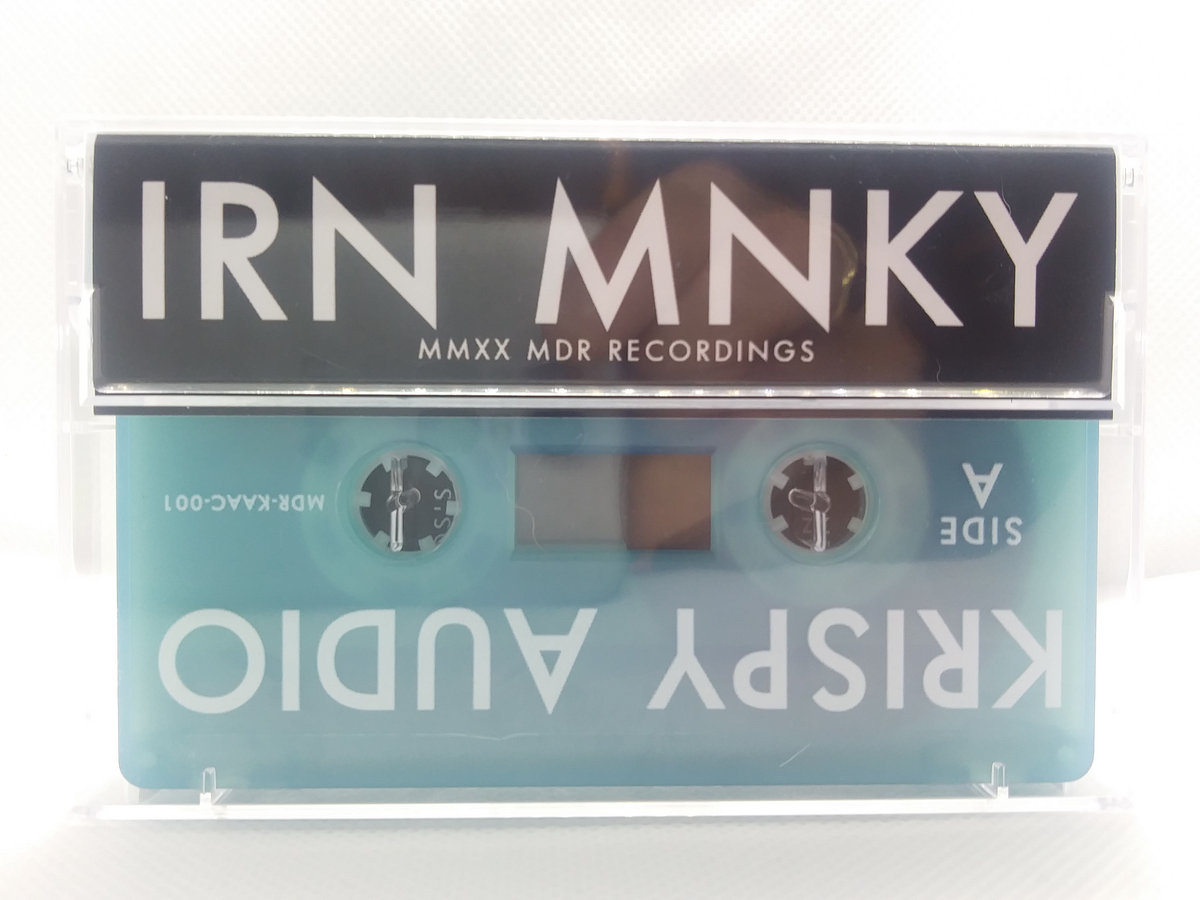 IRN MNKY
MMXX MDR RECORDINGS
KRISPY AUDIO
SIDE
A
MDR-KAAC-001